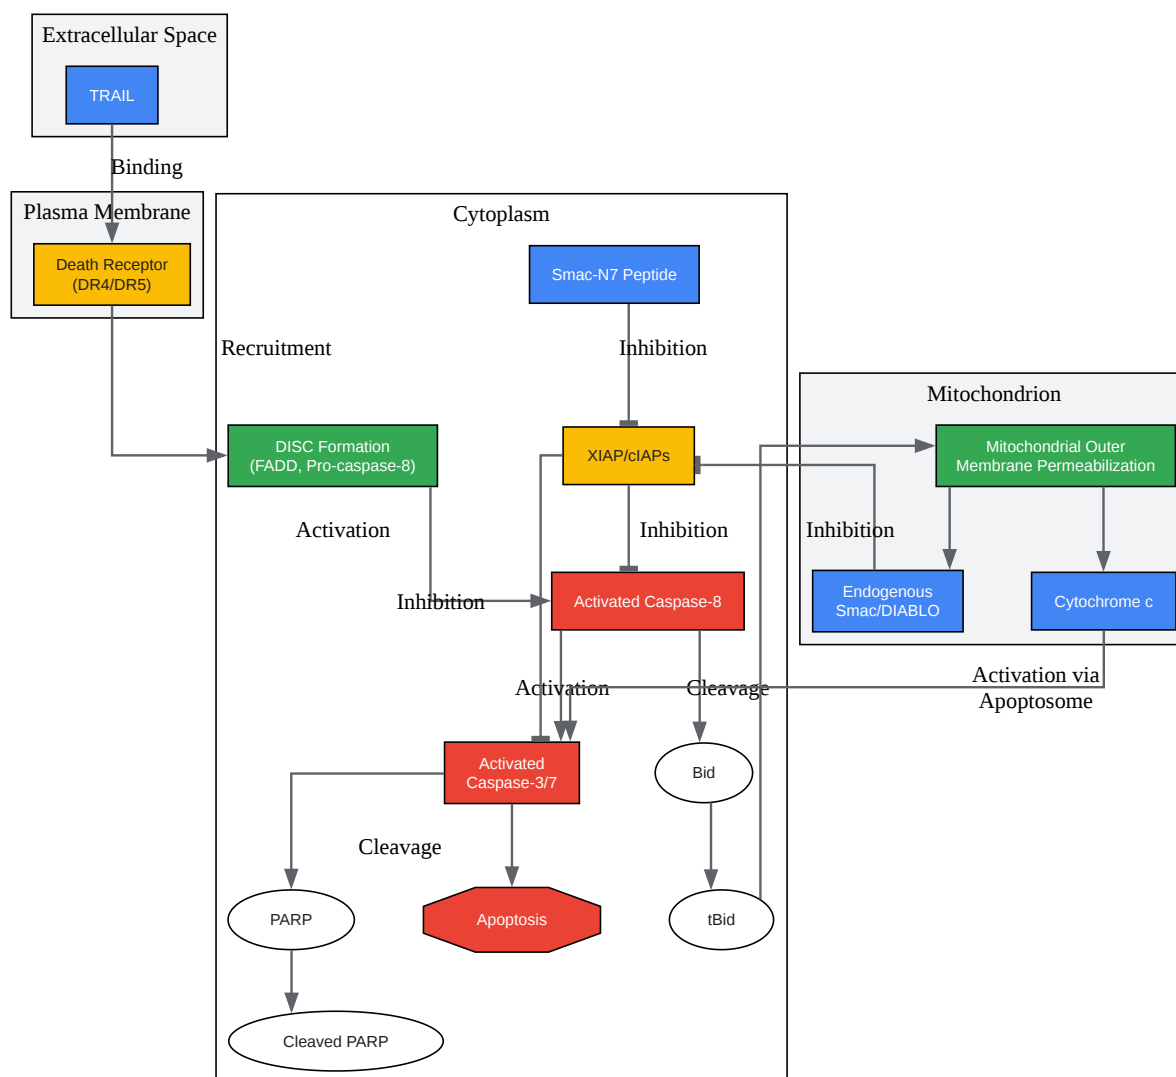 Extracellular Space
TRAIL
Binding
Plasma Membrane
Death Receptor
(DR4/DR5)
Cytoplasm
Smac-N7 Peptide
Recruitment
Inhibition
Mitochondrion
DISC Formation
(FADD, Pro-caspase-8)
XIAP/cIAPs
Mitochondrial Outer
Membrane Permeabilization
Activation
Inhibition
Inhibition
Inhibition
Activated Caspase-8
Endogenous
Smac/DIABLO
Cytochrome c
Activation
Cleavage
Activation via
Apoptosome
Activated
Caspase-3/7
Bid
Cleavage
PARP
Apoptosis
tBid
Cleaved PARP